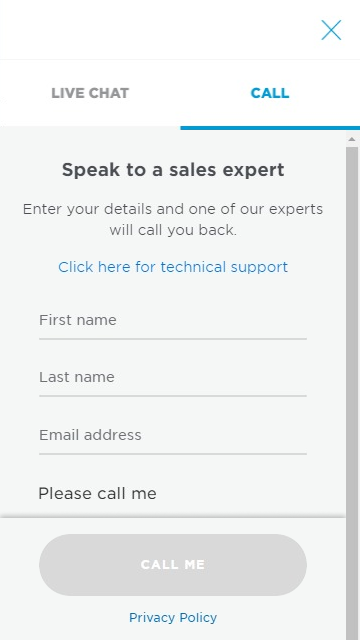 LIVE CHAT
CALL
Speak to a sales expert
Enter your details and one of our experts
will call you back.
Click here for technical support
First name
Last name
Email address
Please call me
CALL ME
Privacy Policy